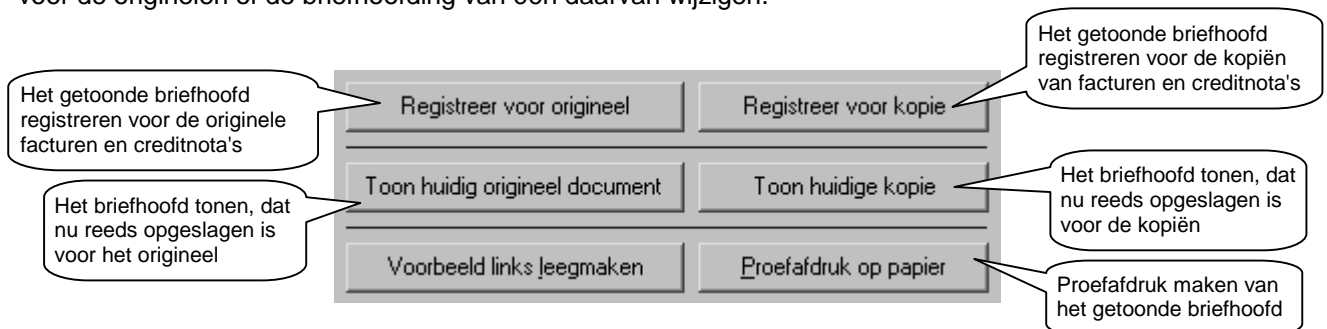 voor de originelen of de briefhoofding van één daarvan wijzigen.
Het getoonde briefhoofd
registreren voor de kopiën
van facturen en creditnota's
Het getoonde briefhoofd
registreren voor de originele
facturen en creditnota's
Registreer voor origineel
Registreer voor kopie
Toon huidig origineel document
Toon huidige kopie
Het briefhoofd tonen, dat
nu reeds opgeslagen is
voor het origineel
Het briefhoofd tonen, dat
nu reeds opgeslagen is
voor de kopiën
Voorbeeld links leegmaken
Proefafdruk op papier
Proefafdruk maken van
het getoonde briefhoofd